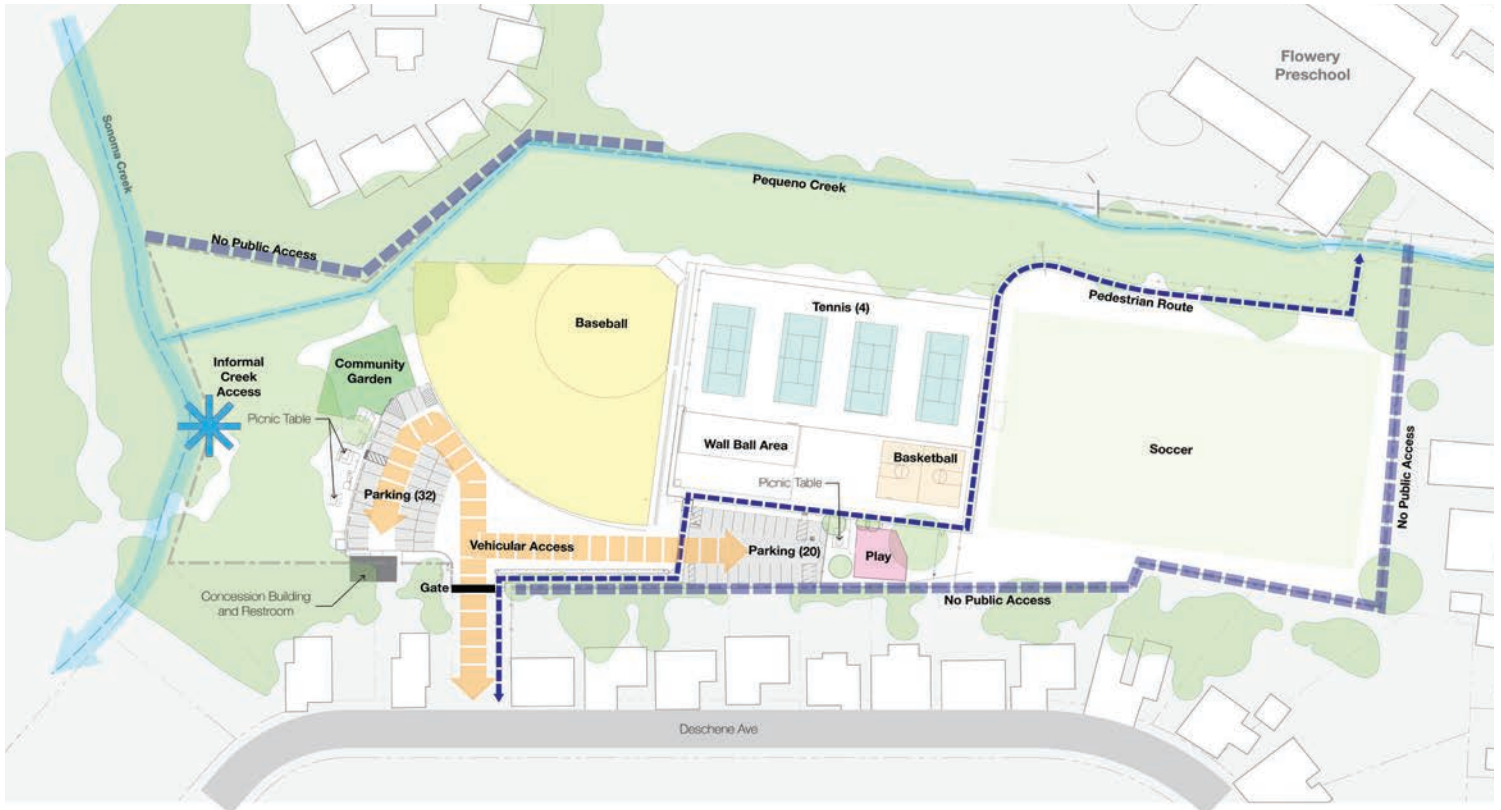 Flowery
Preschool
Sonoma Creek
No Public Access
Pequeno Creek
Pedestrian Route
Baseball
Tennis (4)
Informal
Creek
Access
Community
Garden
Picnic Table
Wall Ball Area
Basketball
Soccer
No Public Access
Picnic Table
Parking (32)
Vehicular Access
Parking (20)
Play
Gate
Concession Building
and Restroom
No Public Access
Deschene Ave